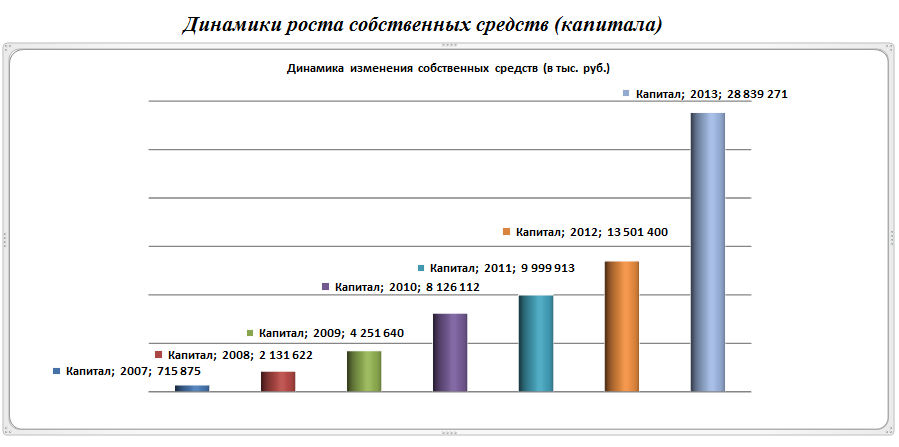 Динамики роста собственных средств (капитала)
Динамика изменения собственных средств (в тыс. руб.)
Капитал; 2013; 28 839 271
Капитал; 2012; 13 501 400
Капитал; 2011; 9 999 913
Капитал; 2010; 8 126 112
Капитал; 2009; 4 251 640
Капитал; 2008; 2 131 622
Капитал; 2007; 715 875